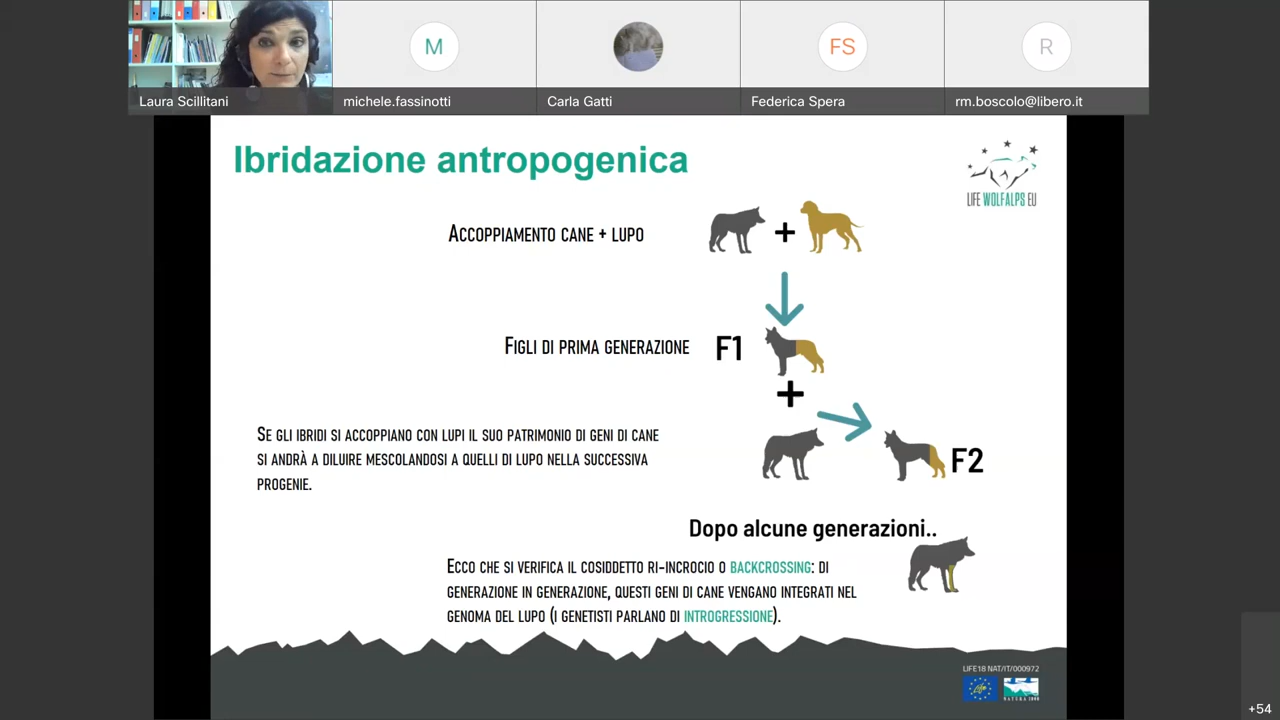 M
FS
R
Laura Scillitani
michele.fassinotti
Carla Gatti
Federica Spera
rm.boscolo@libero.it
Ibridazione antropogenica
LIFE WOLFALPS EU
ACCOPPIAMENTO CANE + LUPO
+
FIGLI DI PRIMA GENERAZIONE
F1
+
SE GLI IBRIDI SI ACCOPPIANO CON LUPI IL SUO PATRIMONIO DI GENI DI CANE
SI ANDRÀ A DILUIRE MESCOLANDOSI A QUELLI DI LUPO NELLA SUCCESSIVA
PROGENIE.
F2
Dopo alcune generazioni..
ECCO CHE SI VERIFICA IL COSIDDETTO RI-INCROCIO O BACKCROSSING: DI
GENERAZIONE IN GENERAZIONE, QUESTI GENI DI CANE VENGANO INTEGRATI NEL
GENOMA DEL LUPO (I GENETISTI PARLANO DI INTROGRESSIONE).
LIFE18 NAT/IT/000972
Life
NATURA 2000
+54